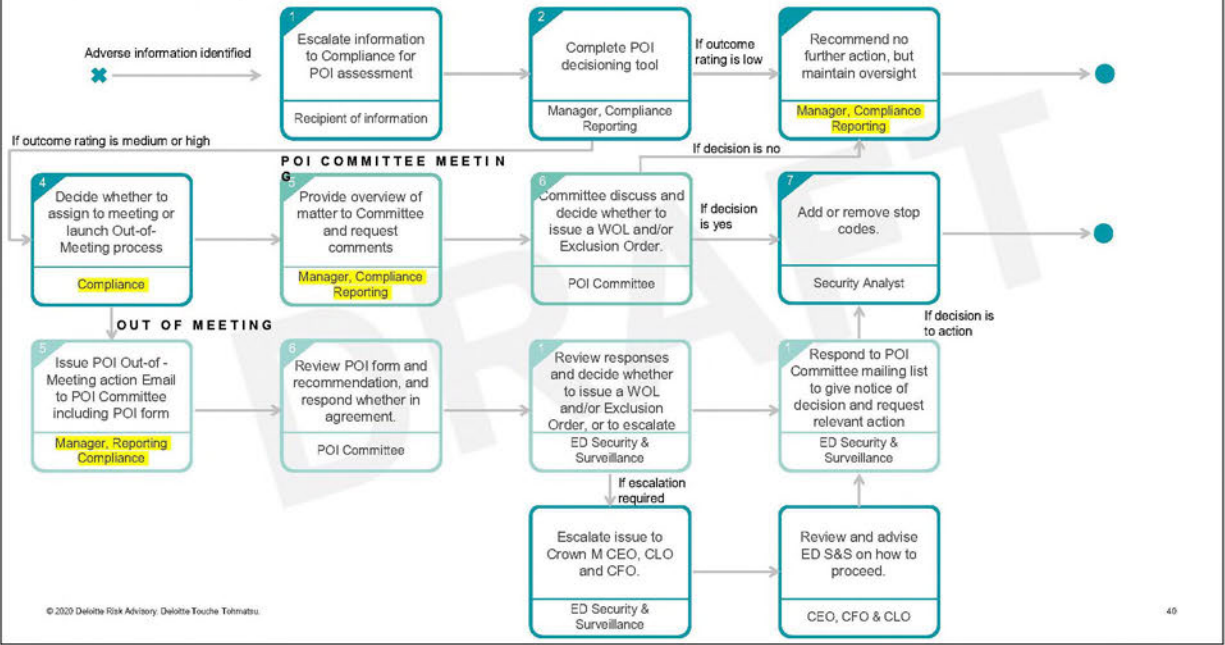 Adverse information identified
1
Escalate information
to Compliance for
POI assessment
Recipient of information
2
Complete POI
decisioning tool
Manager, Compliance
Reporting
If outcome
rating is low
Recommend no
further action, but
maintain oversight
Manager, Compliance
Reporting
If outcome rating is medium or high
POI COMMITTEE MEETIN
G
If decision is no
4
Decide whether to
assign to meeting or
launch Out-of-
Meeting process
Compliance
5
Provide overview of
matter to Committee
and request
comments
Manager, Compliance
Reporting
6
Committee discuss and
decide whether to
issue a WOL and/or
Exclusion Order.
POI Committee
If decision
is yes
7
Add or remove stop
codes.
Security Analyst
If decision is
to action
OUT OF MEETING
5
Issue POI Out-of -
Meeting action Email
to POI Committee
including POI form
Manager, Reporting
Compliance
6
Review POI form and
recommendation, and
respond whether in
agreement.
POI Committee
1
Review responses
and decide whether
to issue a WOL
and/or Exclusion
Order, or to escalate
ED Security &
Surveillance
1
Respond to POI
Committee mailing list
to give notice of
decision and request
relevant action
ED Security &
Surveillance
If escalation
required
Escalate issue to
Crown M CEO, CLO
and CFO.
ED Security &
Surveillance
Review and advise
ED S&S on how to
proceed.
CEO, CFO & CLO
DRAFT
© 2020 Deloitte Risk Advisory. Deloitte Touche Tohmatsu.
40